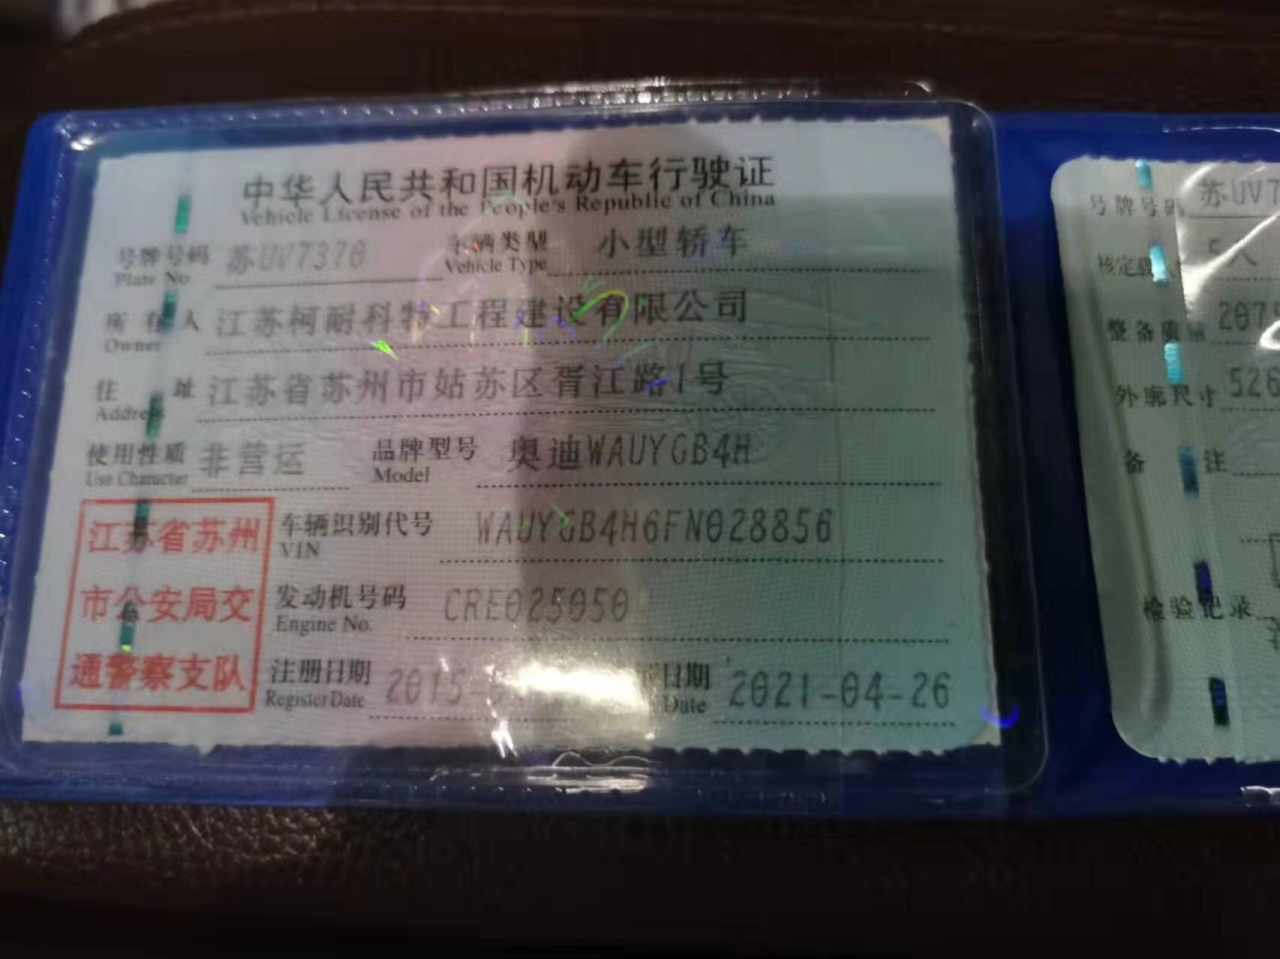 中华人民共和国机动车行驶证
Vehicle License of the People's Republic of China
号牌号码 苏UV7370 车辆类型 小型轿车
Plate No. Vehicle Type
所有人 江苏柯耐科特工程建设有限公司
Owner
住址 江苏省苏州市姑苏区胥江路1号
Address
使用性质 非营运 品牌型号 奥迪WAUYGB4H
Use Character Model
江苏省苏州
市公安局交
通警察支队
车辆识别代号 WAUYGB4H6FN028856
VIN
发动机号码 CRE025050
Engine No.
注册日期 2015- 日期 2021-04-26
Register Date Date
号牌号码 苏UV7
核定载人 5人
整备质量 207
外廓尺寸 526
备注
检验记录